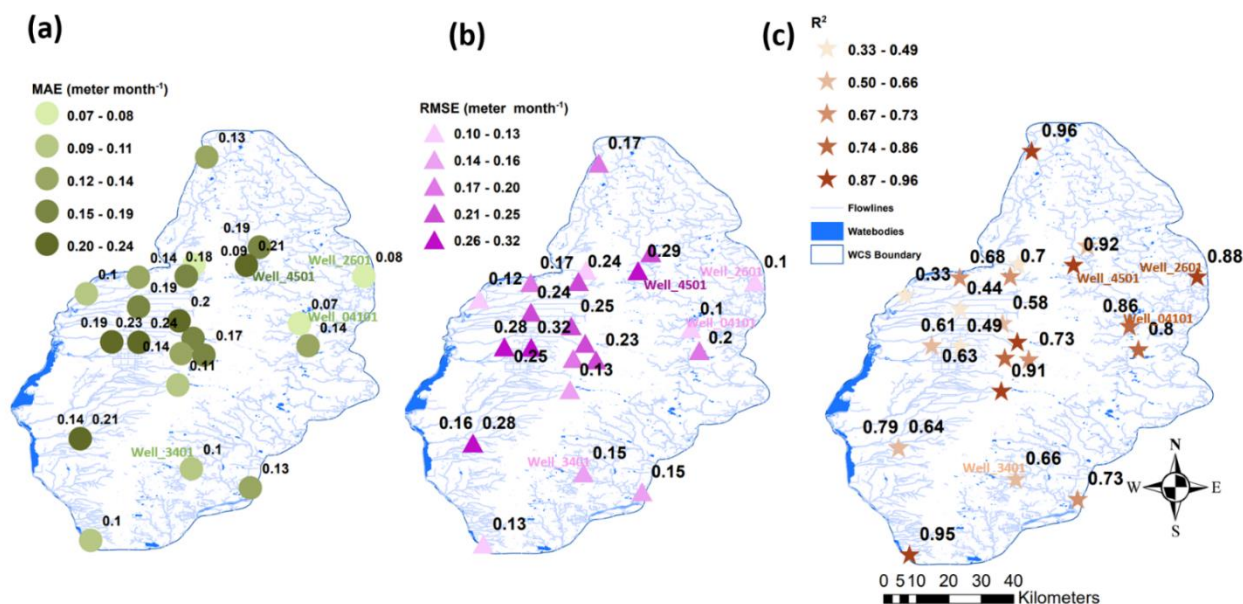 (a)
MAE (meter month⁻¹)
0.07 - 0.08
0.09 - 0.11
0.12 - 0.14
0.15 - 0.19
0.20 - 0.24
0.13
0.19
0.21
0.09
0.14
0.18
Well_4501
Well_2601
0.08
0.1
0.19
0.2
0.07
Well_04101
0.14
0.19
0.23
0.24
0.17
0.14
0.11
0.14
0.21
Well_3401
0.1
0.13
0.1
(b)
RMSE (meter month⁻¹)
0.10 - 0.13
0.14 - 0.16
0.17 - 0.20
0.21 - 0.25
0.26 - 0.32
0.17
0.29
0.17
0.24
Well_4501
Well_2601
0.1
0.12
0.24
0.25
0.1
Well_04101
0.2
0.28
0.32
0.23
0.25
0.13
0.16
0.28
Well_3401
0.15
0.15
0.13
(c)
R²
0.33 - 0.49
0.50 - 0.66
0.67 - 0.73
0.74 - 0.86
0.87 - 0.96
Flowlines
Watebodies
WCS Boundary
0.96
0.92
0.68
0.7
Well_4501
Well_2601
0.88
0.33
0.44
0.58
0.86
Well_04101
0.8
0.61
0.49
0.73
0.63
0.91
0.79
0.64
Well_3401
0.66
0.73
0.95
N
W
E
S
0 5 10 20 30 40
Kilometers